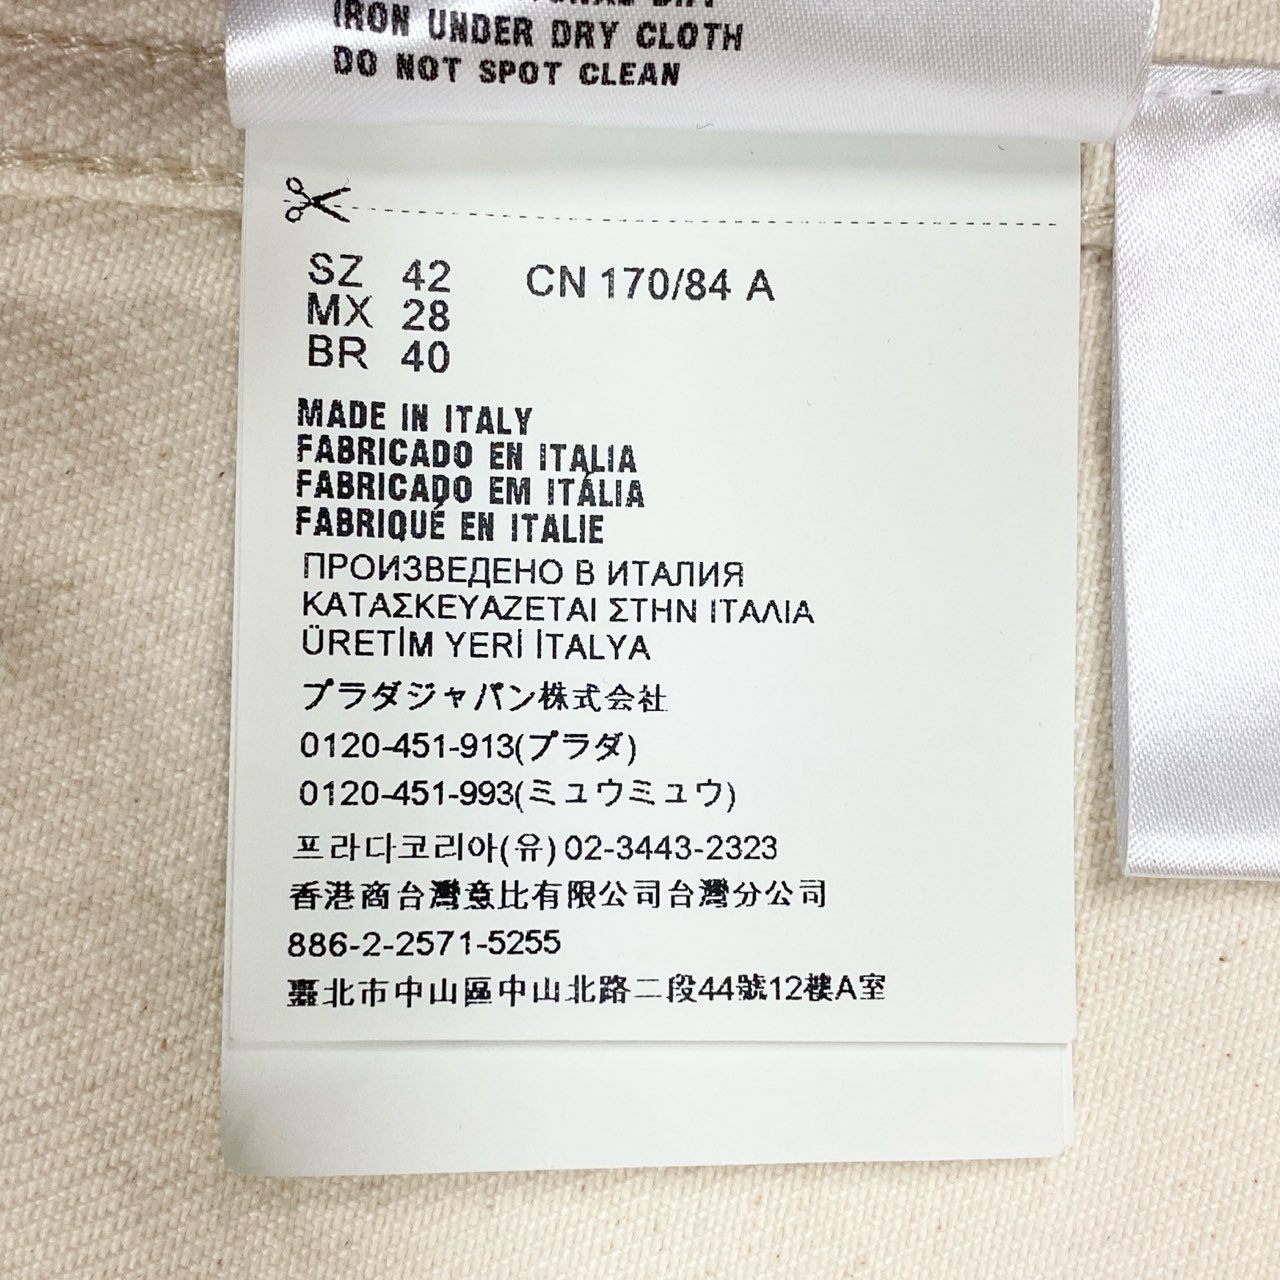 IRON UNDER DRY CLOTH
DO NOT SPOT CLEAN
SZ 42 CN 170/84 A
MX 28
BR 40
MADE IN ITALY
FABRICADO EN ITALIA
FABRICADO EM ITÁLIA
FABRIQUÉ EN ITALIE
ПРОИЗВЕДЕНО В ИТАЛИЯ
ΚΑΤΑΣΚΕΥΑΖΕΤΑΙ ΣΤΗΝ ΙΤΑΛΙΑ
ÜRETİM YERİ İTALYA
プラダジャパン株式会社
0120-451-913(プラダ)
0120-451-993(ミュウミュウ)
프라다코리아(유) 02-3443-2323
香港商台灣意比有限公司台灣分公司
886-2-2571-5255
臺北市中山區中山北路二段44號12樓A室